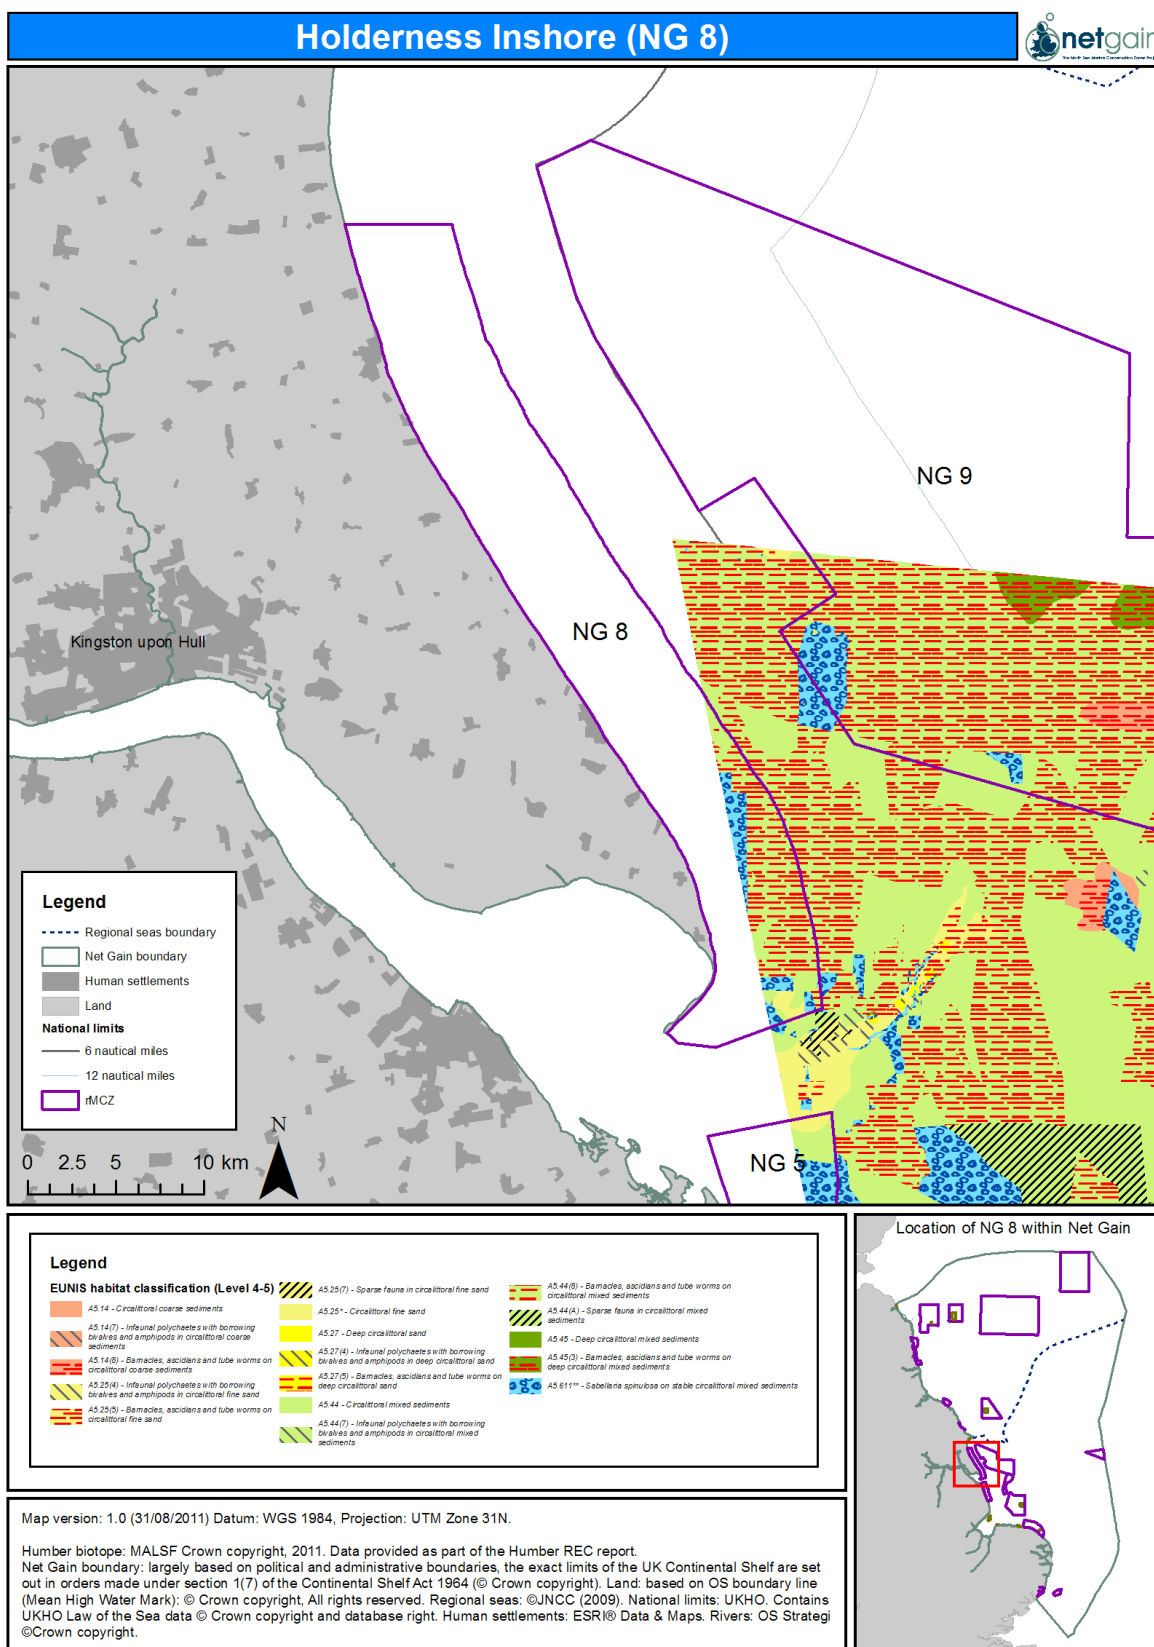 Holderness Inshore (NG 8)
netgain
The North Sea Marine Conservation Zones Project
NG 9
NG 8
Kingston upon Hull
NG 5
Legend
Regional seas boundary
Net Gain boundary
Human settlements
Land
National limits
6 nautical miles
12 nautical miles
rMCZ
N
0 2.5 5 10 km
Legend
EUNIS habitat classification (Level 4-5)
A5.14 - Circalittoral coarse sediments
A5.14(7) - Infaunal polychaetes with borrowing
bivalves and amphipods in circalittoral coarse
sediments
A5.14(8) - Barnacles, ascidians and tube worms on
circalittoral coarse sediments
A5.25(4) - Infaunal polychaetes with borrowing
bivalves and amphipods in circalittoral fine sand
A5.25(5) - Barnacles, ascidians and tube worms on
circalittoral fine sand
A5.25(7) - Sparse fauna in circalittoral fine sand
A5.25* - Circalittoral fine sand
A5.27 - Deep circalittoral sand
A5.27(4) - Infaunal polychaetes with borrowing
bivalves and amphipods in deep circalittoral sand
A5.27(5) - Barnacles, ascidians and tube worms on
deep circalittoral sand
A5.44 - Circalittoral mixed sediments
A5.44(7) - Infaunal polychaetes with borrowing
bivalves and amphipods in circalittoral mixed
sediments
A5.44(8) - Barnacles, ascidians and tube worms on
circalittoral mixed sediments
A5.44(A) - Sparse fauna in circalittoral mixed
sediments
A5.45 - Deep circalittoral mixed sediments
A5.45(3) - Barnacles, ascidians and tube worms on
deep circalittoral mixed sediments
A5.611** - Sabellaria spinulosa on stable circalittoral mixed sediments
Location of NG 8 within Net Gain
Map version: 1.0 (31/08/2011) Datum: WGS 1984, Projection: UTM Zone 31N.
Humber biotope: MALSF Crown copyright, 2011. Data provided as part of the Humber REC report.
Net Gain boundary: largely based on political and administrative boundaries, the exact limits of the UK Continental Shelf are set
out in orders made under section 1(7) of the Continental Shelf Act 1964 (© Crown copyright). Land: based on OS boundary line
(Mean High Water Mark): © Crown copyright, All rights reserved. Regional seas: ©JNCC (2009). National limits: UKHO. Contains
UKHO Law of the Sea data © Crown copyright and database right. Human settlements: ESRI® Data & Maps. Rivers: OS Strategi
©Crown copyright.